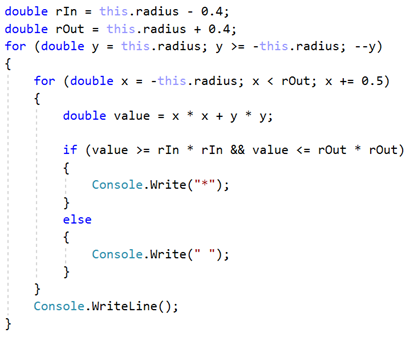 double rIn = this.radius - 0.4;
double rOut = this.radius + 0.4;
for (double y = this.radius; y >= -this.radius; --y)
{
    for (double x = -this.radius; x < rOut; x += 0.5)
    {
        double value = x * x + y * y;

        if (value >= rIn * rIn && value <= rOut * rOut)
        {
            Console.Write("*");
        }
        else
        {
            Console.Write(" ");
        }
    }
    Console.WriteLine();
}